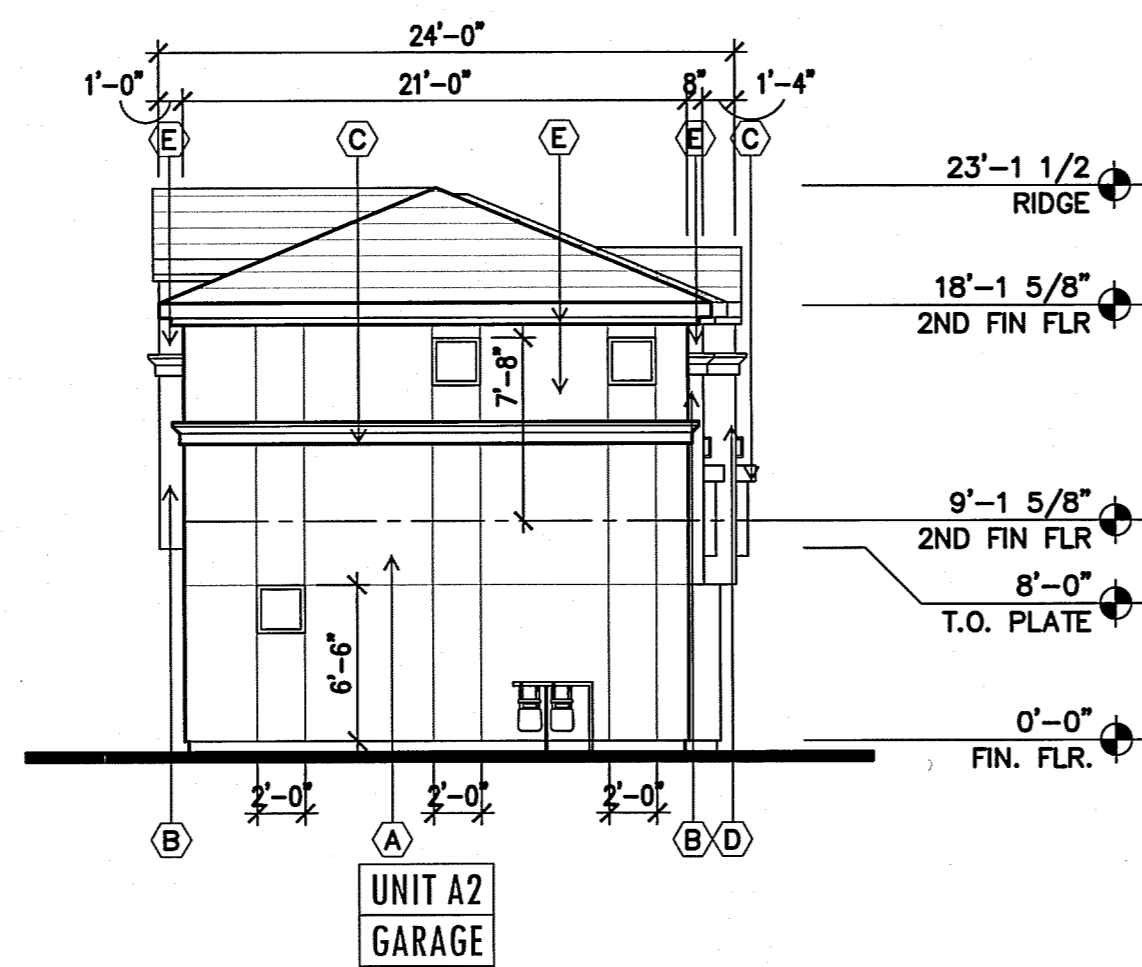 24'-0"
1'-0" 21'-0" 8" 1'-4"
E C E E C
23'-1 1/2
RIDGE
18'-1 5/8"
2ND FIN FLR
7'-8"
9'-1 5/8"
2ND FIN FLR
8'-0"
T.O. PLATE
6'-6"
0'-0"
FIN. FLR.
2'-0" 2'-0" 2'-0"
B A B D
UNIT A2
GARAGE